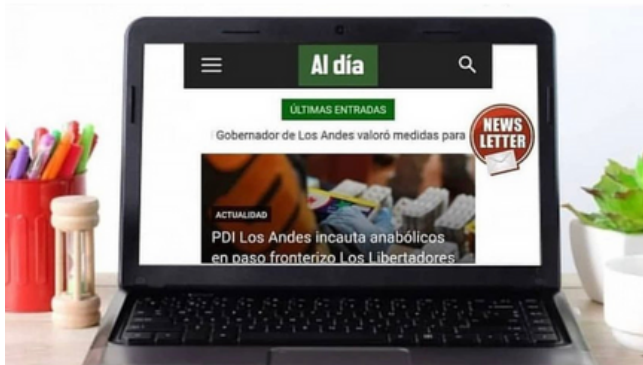 Al día
ÚLTIMAS ENTRADAS
Gobernador de Los Andes valoró medidas para
NEWS
LETTER
ACTUALIDAD
PDI Los Andes incauta anabólicos
en paso fronterizo Los Libertadores